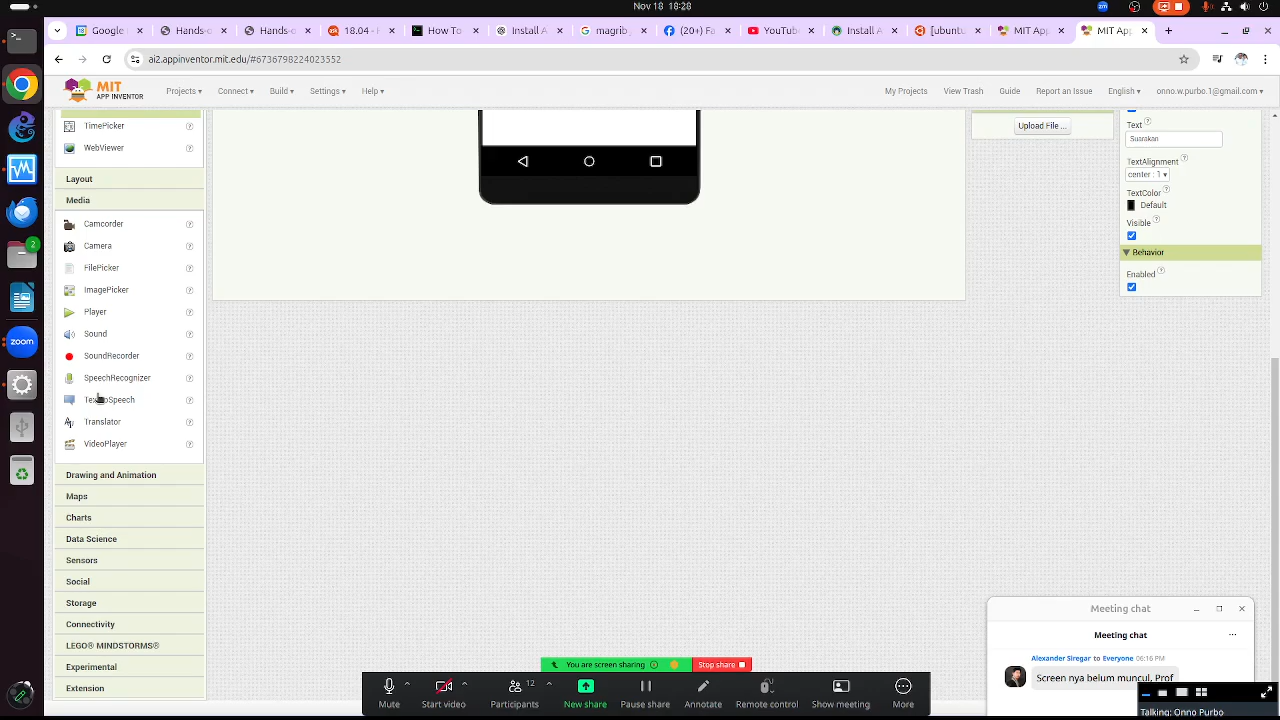 Nov 18 18:28
Google
Hands-o
Hands-o
18.04 - I
How To
Install A
magrib
(20+) Fa
YouTub
Install A
[ubuntu
MIT Ap
MIT Ap
ai2.appinventor.mit.edu/#6736798224023552
MIT
APP INVENTOR
Projects ▾
Connect ▾
Build ▾
Settings ▾
Help ▾
My Projects
View Trash
Guide
Report an Issue
English ▾
onno.w.purbo.1@gmail.com ▾
TimePicker
WebViewer
Layout
Media
Camcorder
Camera
FilePicker
ImagePicker
Player
Sound
SoundRecorder
SpeechRecognizer
Translator
VideoPlayer
Drawing and Animation
Maps
Charts
Data Science
Sensors
Social
Storage
Connectivity
LEGO® MINDSTORMS®
Experimental
Extension
Upload File ...
Text
Suarakan
TextAlignment
center : 1 ▾
TextColor
Default
Visible
Behavior
Enabled
2
zoom
Meeting chat
Meeting chat
Alexander Siregar to Everyone 06:16 PM
Screen nya belum muncul, Prof
Talking: Onno Purbo
You are screen sharing
Stop share
Mute
Start video
12
Participants
New share
Pause share
Annotate
Remote control
Show meeting
More